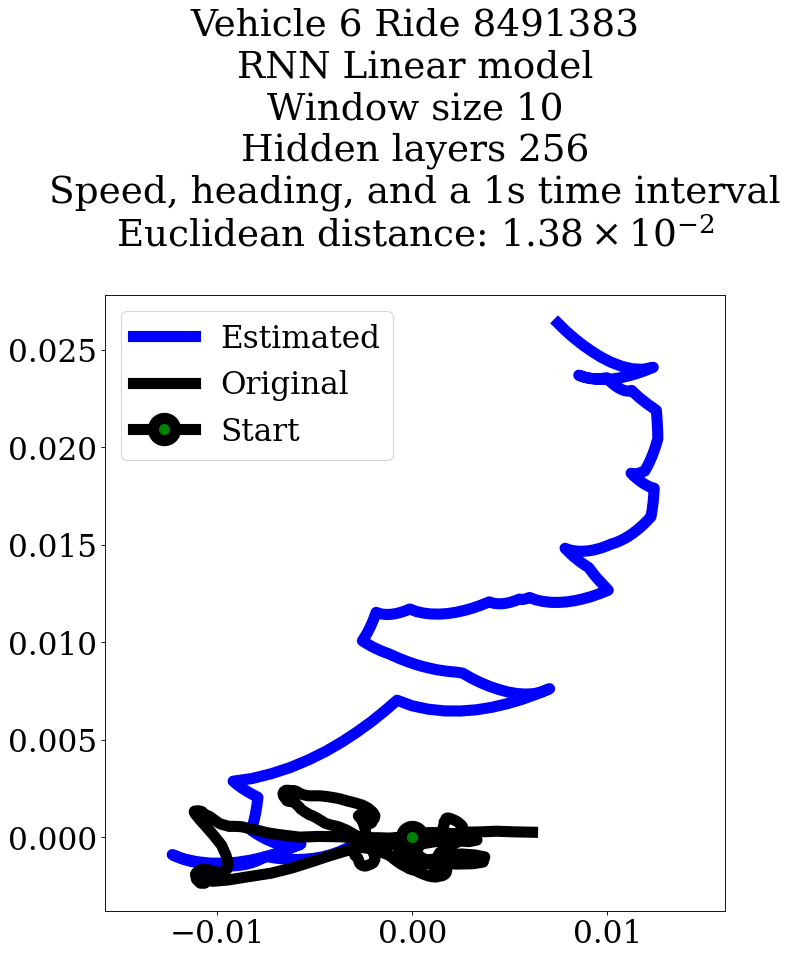 Vehicle 6 Ride 8491383
RNN Linear model
Window size 10
Hidden layers 256
Speed, heading, and a 1s time interval
Euclidean distance: 1.38 × 10⁻²
Estimated
Original
Start
0.025
0.020
0.015
0.010
0.005
0.000
−0.01 0.00 0.01